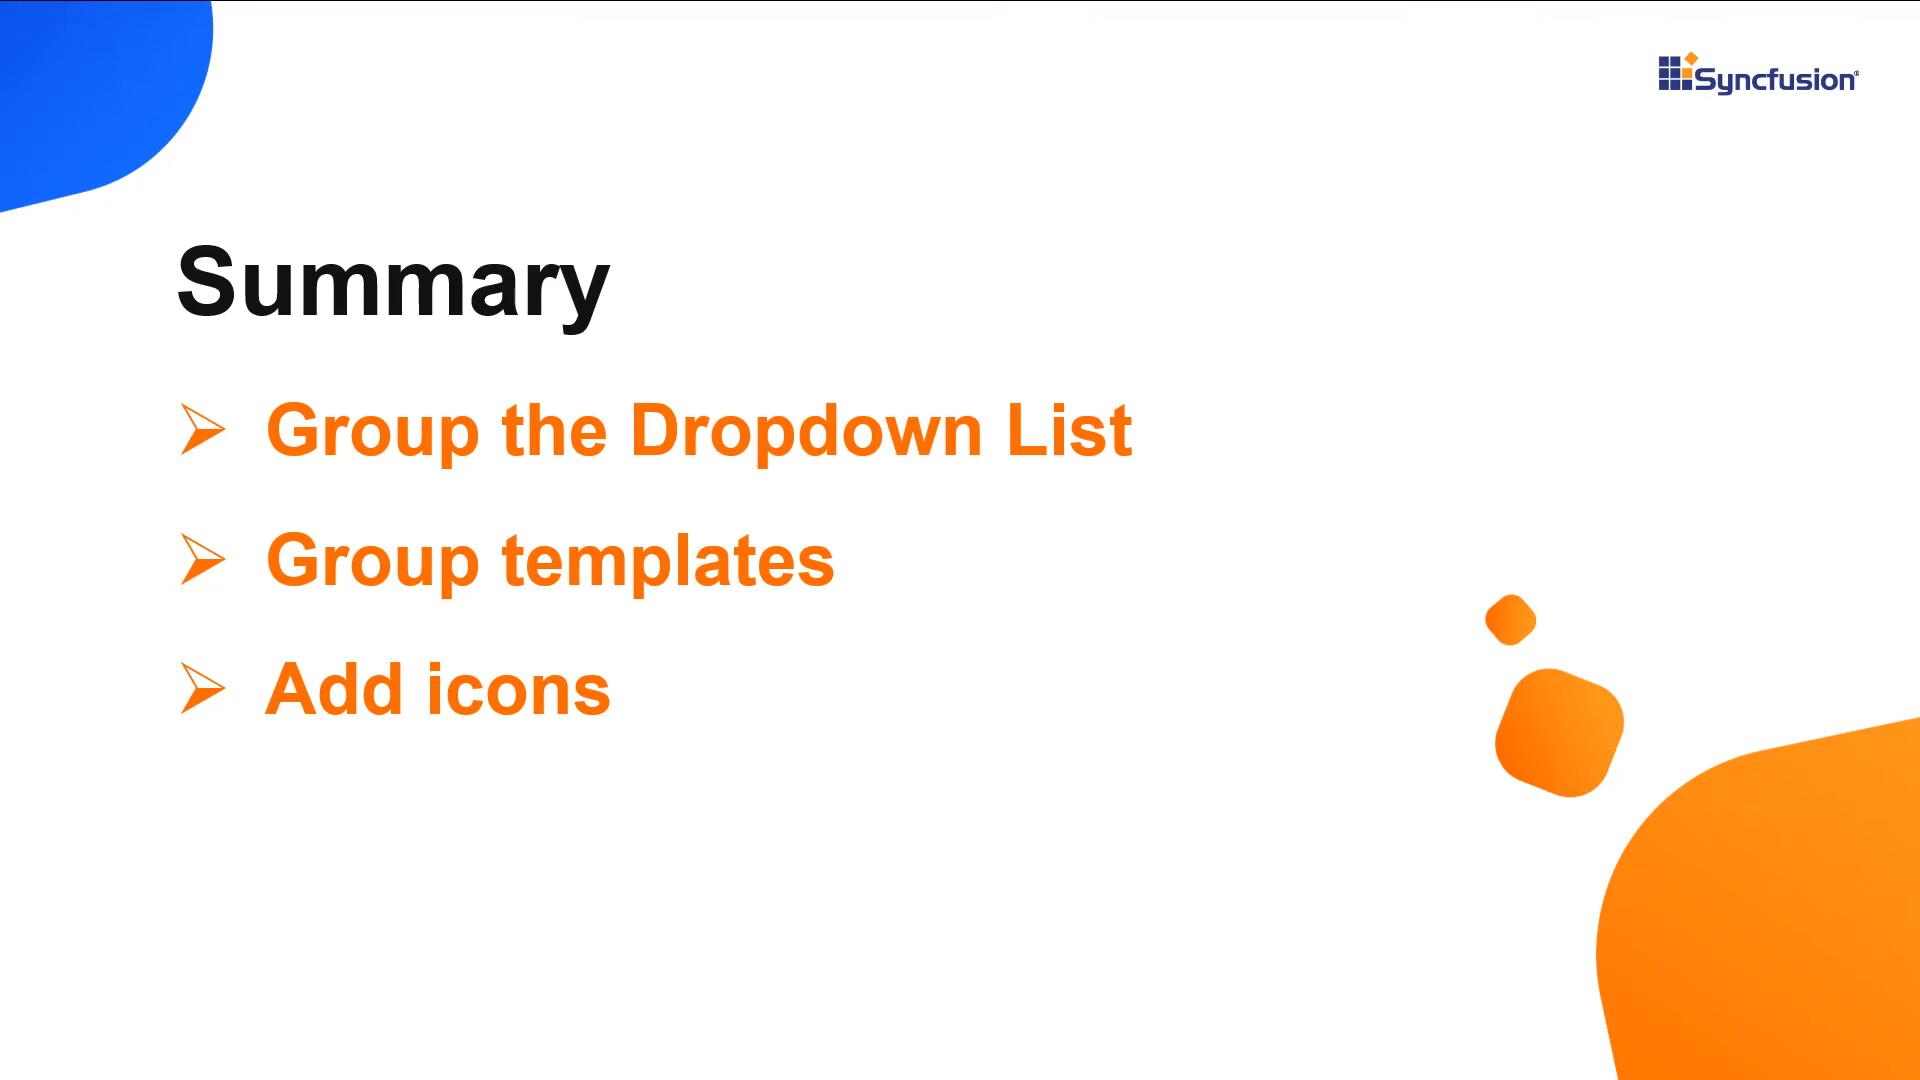 Syncfusion®
Summary
➢ Group the Dropdown List
➢ Group templates
➢ Add icons